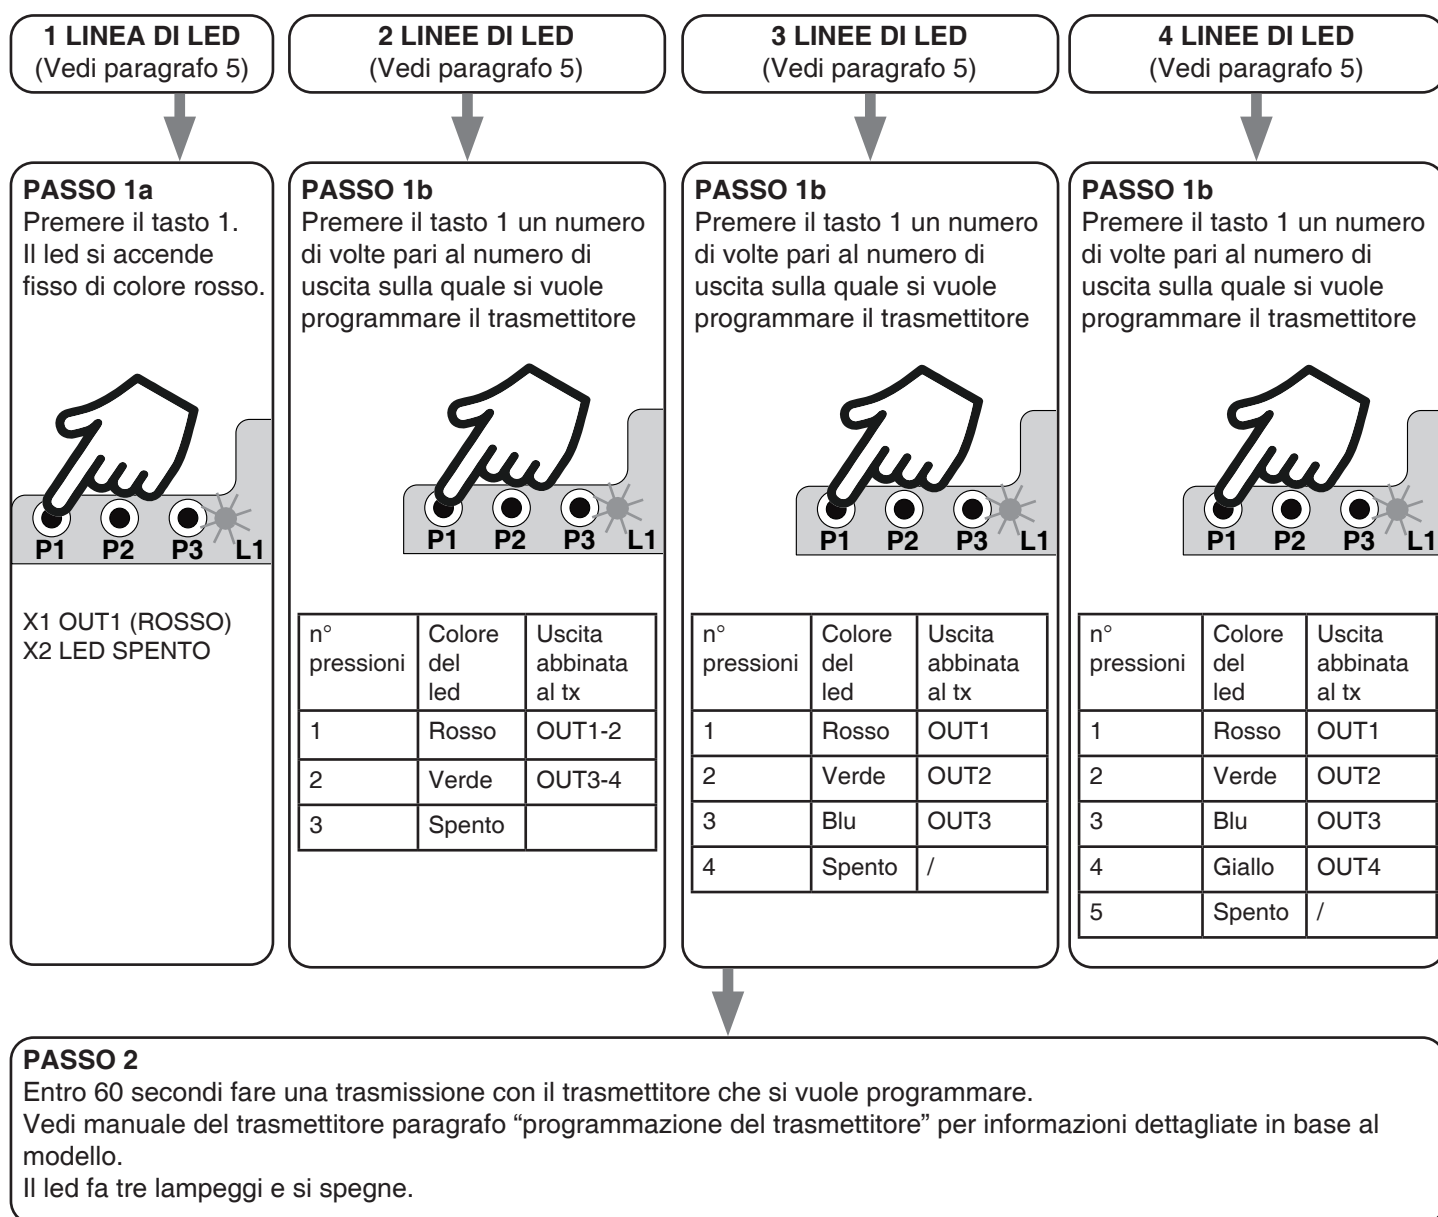 1 LINEA DI LED
(Vedi paragrafo 5)
2 LINEE DI LED
(Vedi paragrafo 5)
3 LINEE DI LED
(Vedi paragrafo 5)
4 LINEE DI LED
(Vedi paragrafo 5)
PASSO 1a
Premere il tasto 1.
Il led si accende
fisso di colore rosso.
P1 P2 P3 L1
X1 OUT1 (ROSSO)
X2 LED SPENTO
PASSO 1b
Premere il tasto 1 un numero
di volte pari al numero di
uscita sulla quale si vuole
programmare il trasmettitore
P1 P2 P3 L1
n° pressioni | Colore del led | Uscita abbinata al tx
1 Rosso OUT1-2
2 Verde OUT3-4
3 Spento
PASSO 1b
Premere il tasto 1 un numero
di volte pari al numero di
uscita sulla quale si vuole
programmare il trasmettitore
P1 P2 P3 L1
n° pressioni | Colore del led | Uscita abbinata al tx
1 Rosso OUT1
2 Verde OUT2
3 Blu OUT3
4 Spento /
PASSO 1b
Premere il tasto 1 un numero
di volte pari al numero di
uscita sulla quale si vuole
programmare il trasmettitore
P1 P2 P3 L1
n° pressioni | Colore del led | Uscita abbinata al tx
1 Rosso OUT1
2 Verde OUT2
3 Blu OUT3
4 Giallo OUT4
5 Spento /
PASSO 2
Entro 60 secondi fare una trasmissione con il trasmettitore che si vuole programmare.
Vedi manuale del trasmettitore paragrafo “programmazione del trasmettitore” per informazioni dettagliate in base al
modello.
Il led fa tre lampeggi e si spegne.